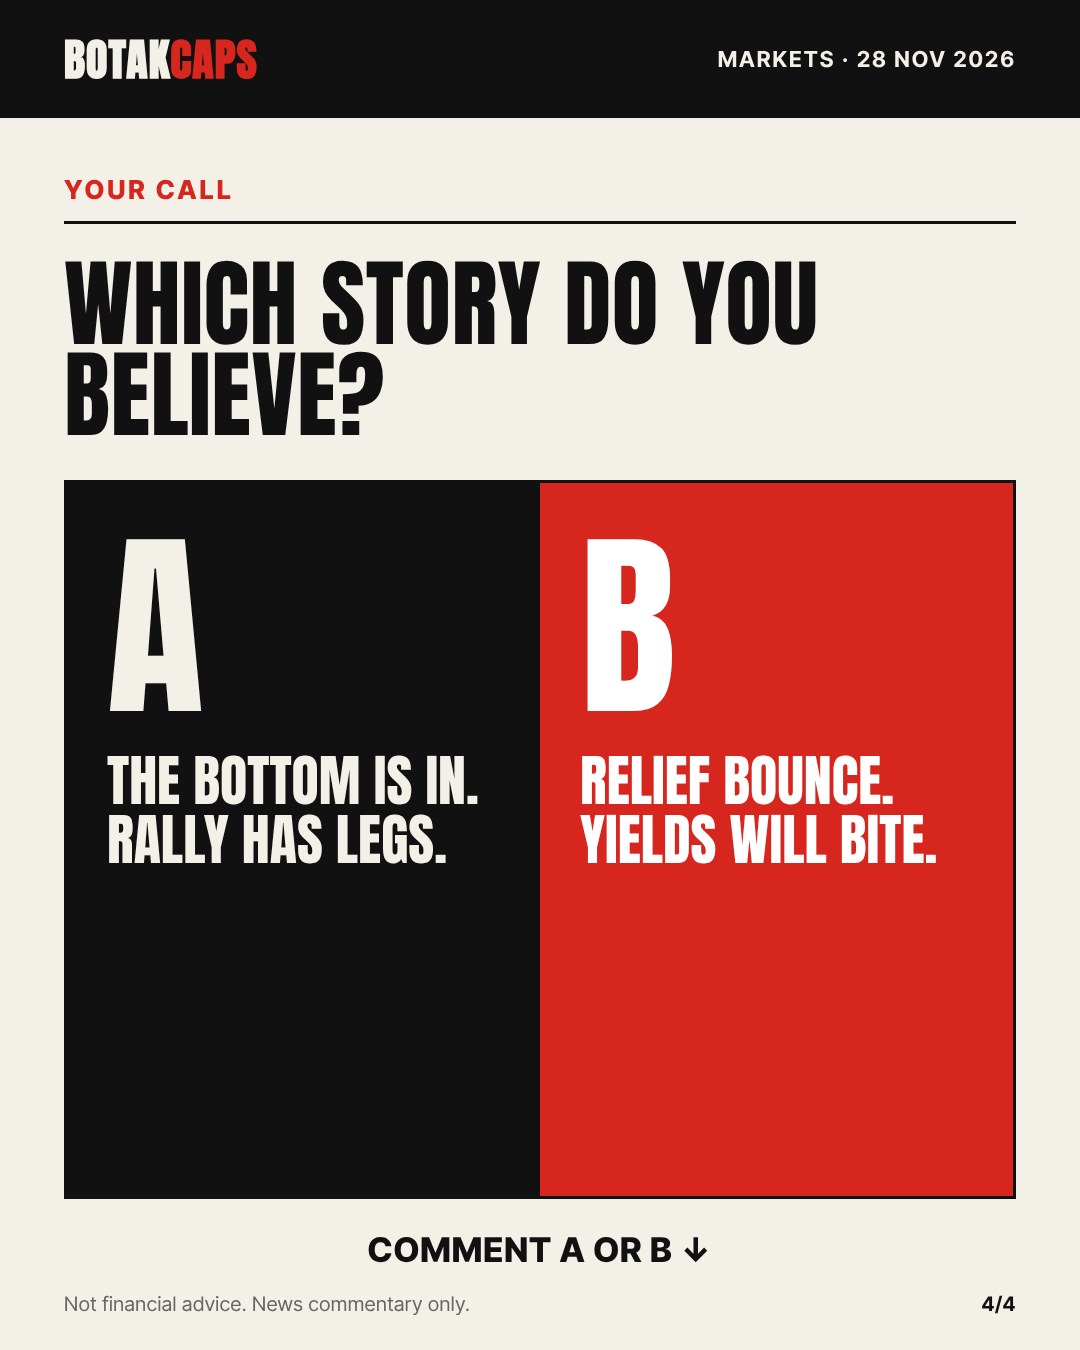 BOTAKCAPS
MARKETS · 28 NOV 2026
YOUR CALL
WHICH STORY DO YOU
BELIEVE?
A
THE BOTTOM IS IN.
RALLY HAS LEGS.
B
RELIEF BOUNCE.
YIELDS WILL BITE.
COMMENT A OR B ↓
Not financial advice. News commentary only.
4/4